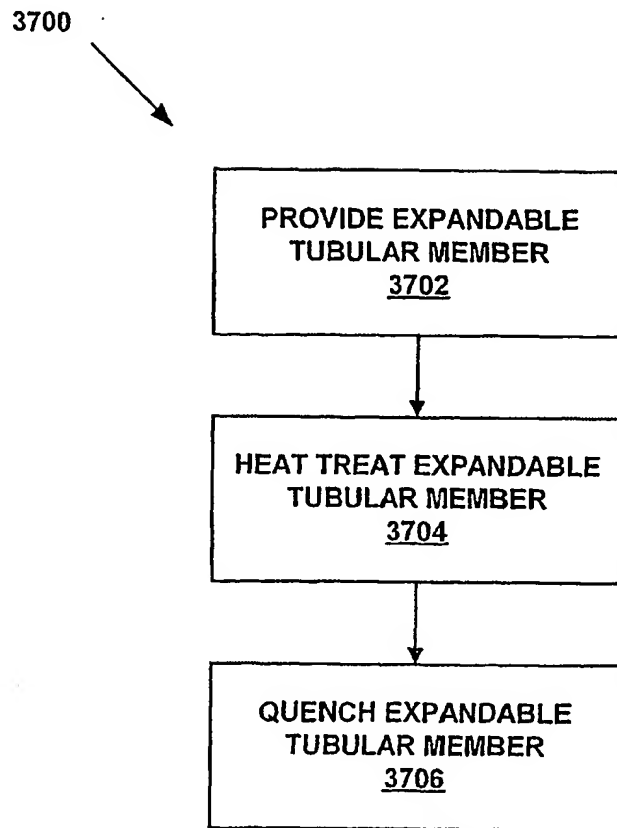 3700
PROVIDE EXPANDABLE
TUBULAR MEMBER
3702
HEAT TREAT EXPANDABLE
TUBULAR MEMBER
3704
QUENCH EXPANDABLE
TUBULAR MEMBER
3706